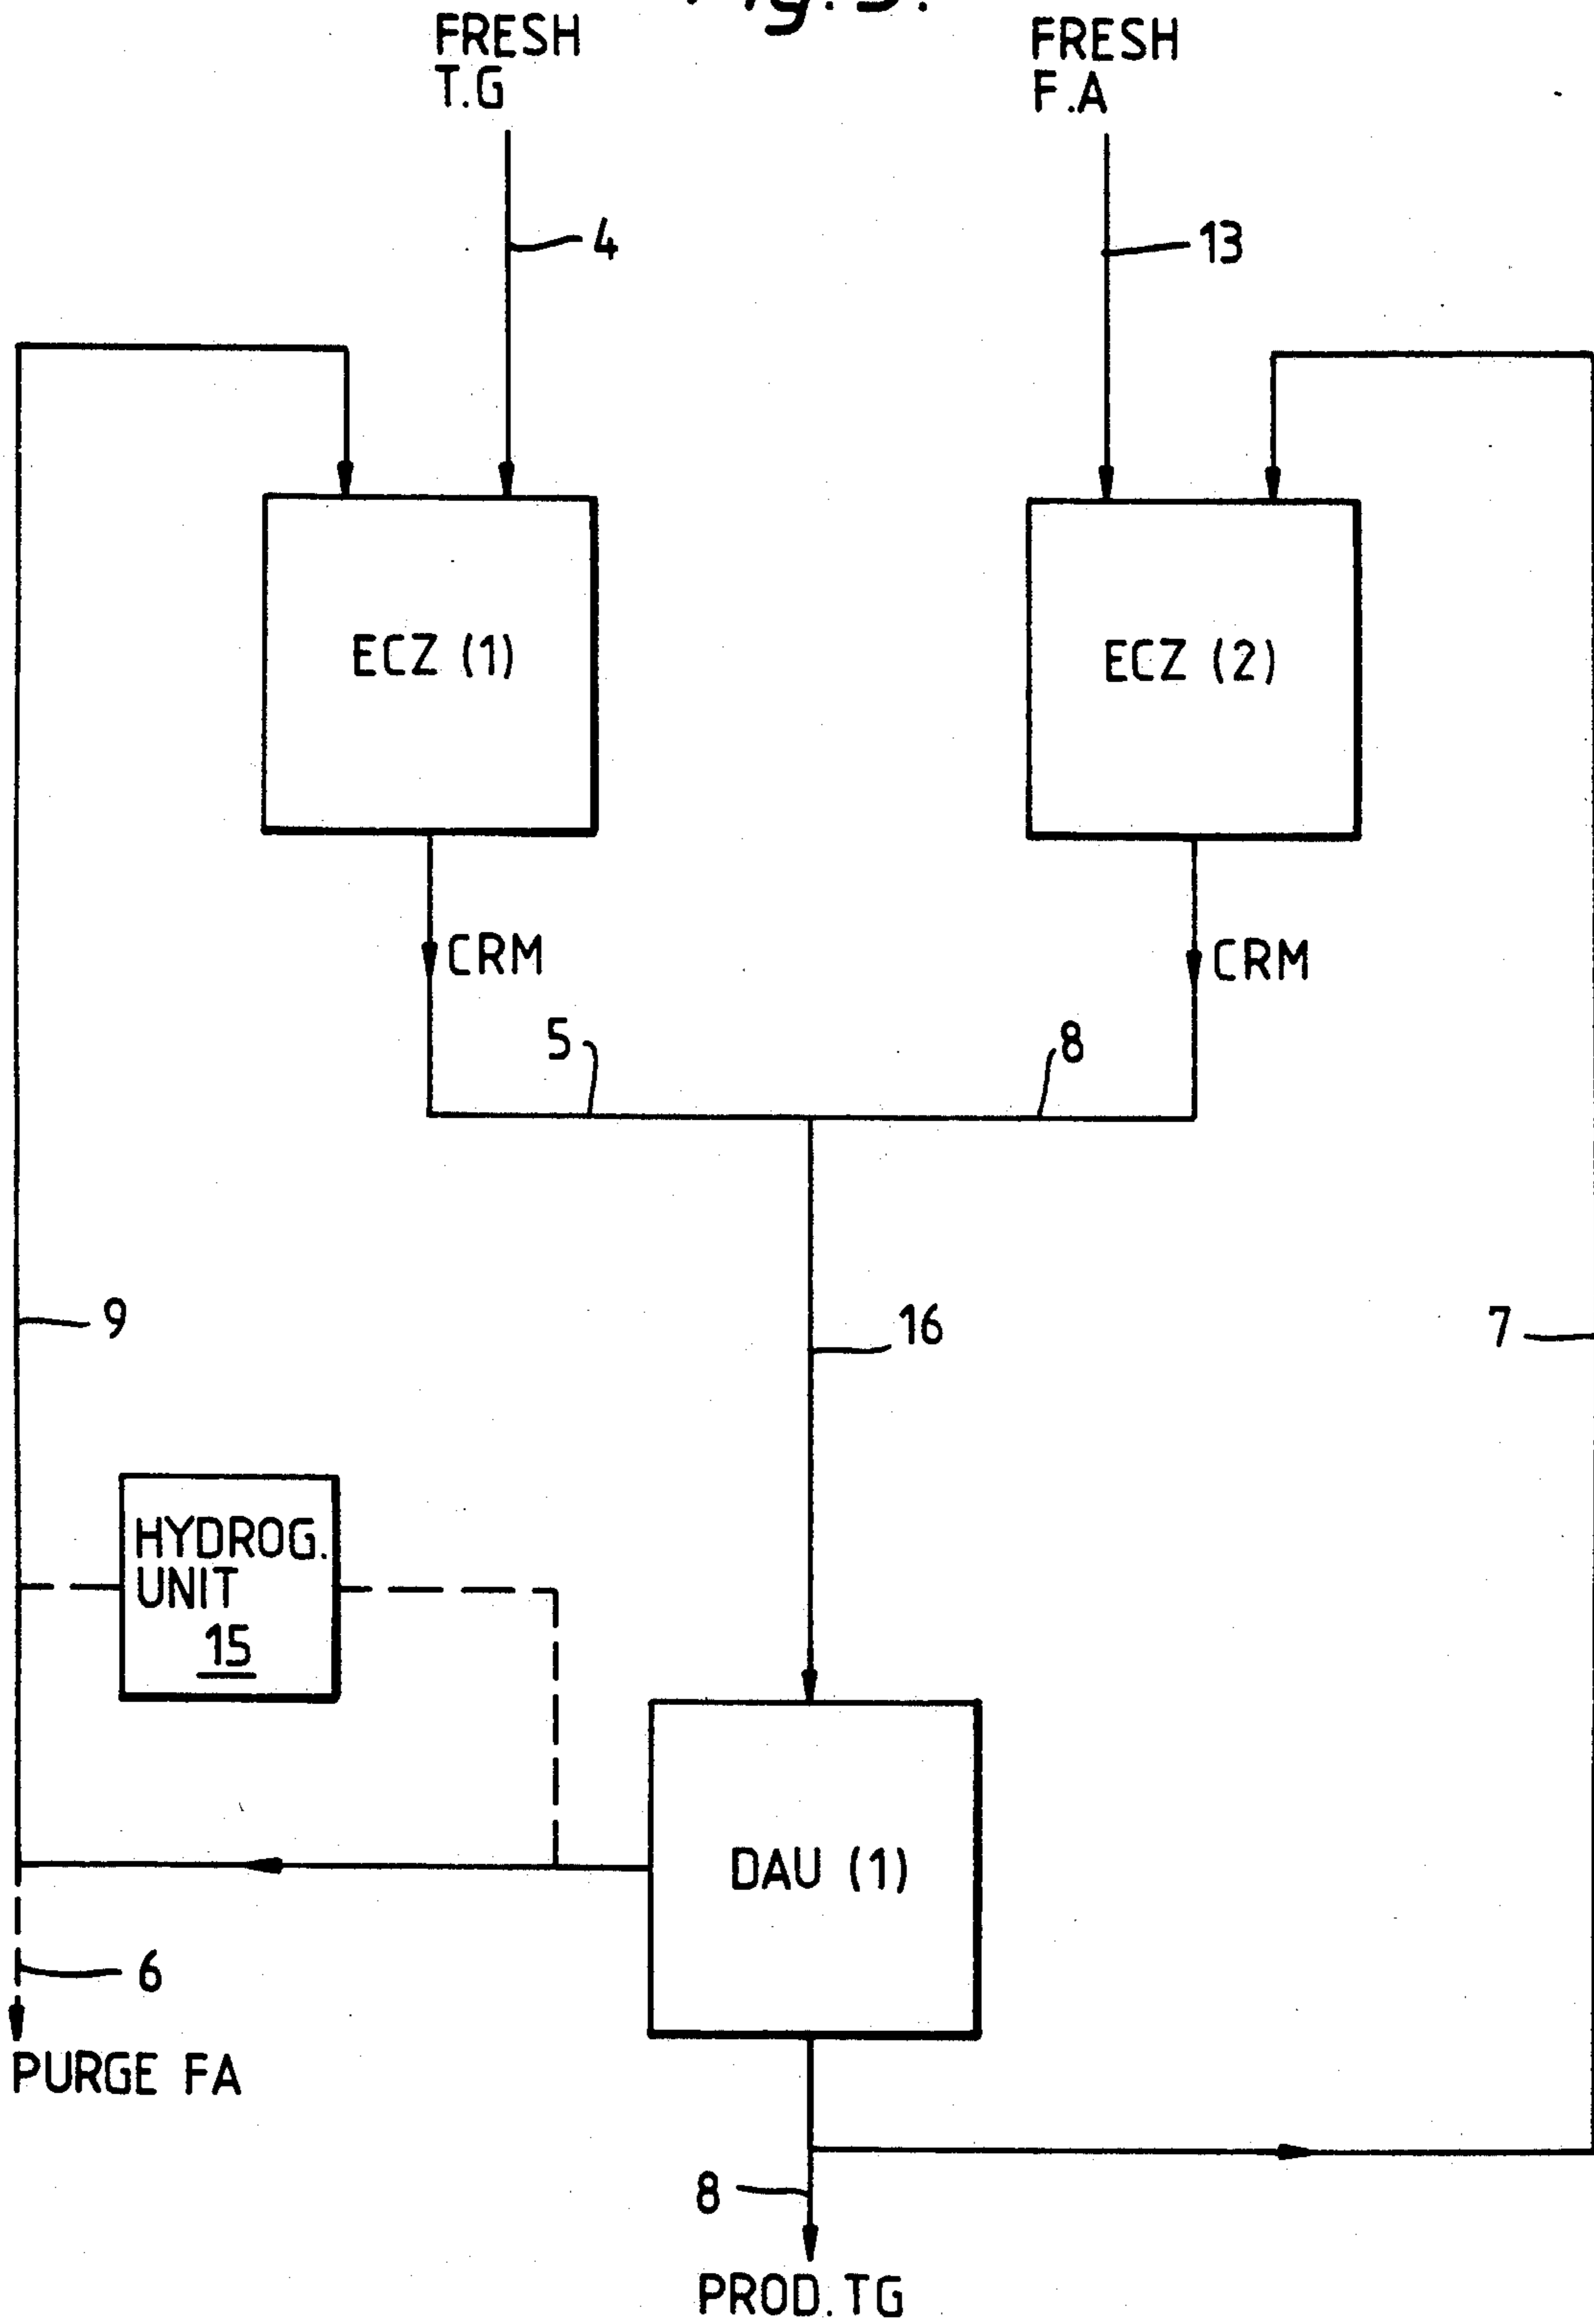 FRESH
T.G
FRESH
F.A
4
13
ECZ (1)
ECZ (2)
CRM
CRM
5
8
9
16
7
HYDROG.
UNIT
15
DAU (1)
6
PURGE FA
8
PROD. TG